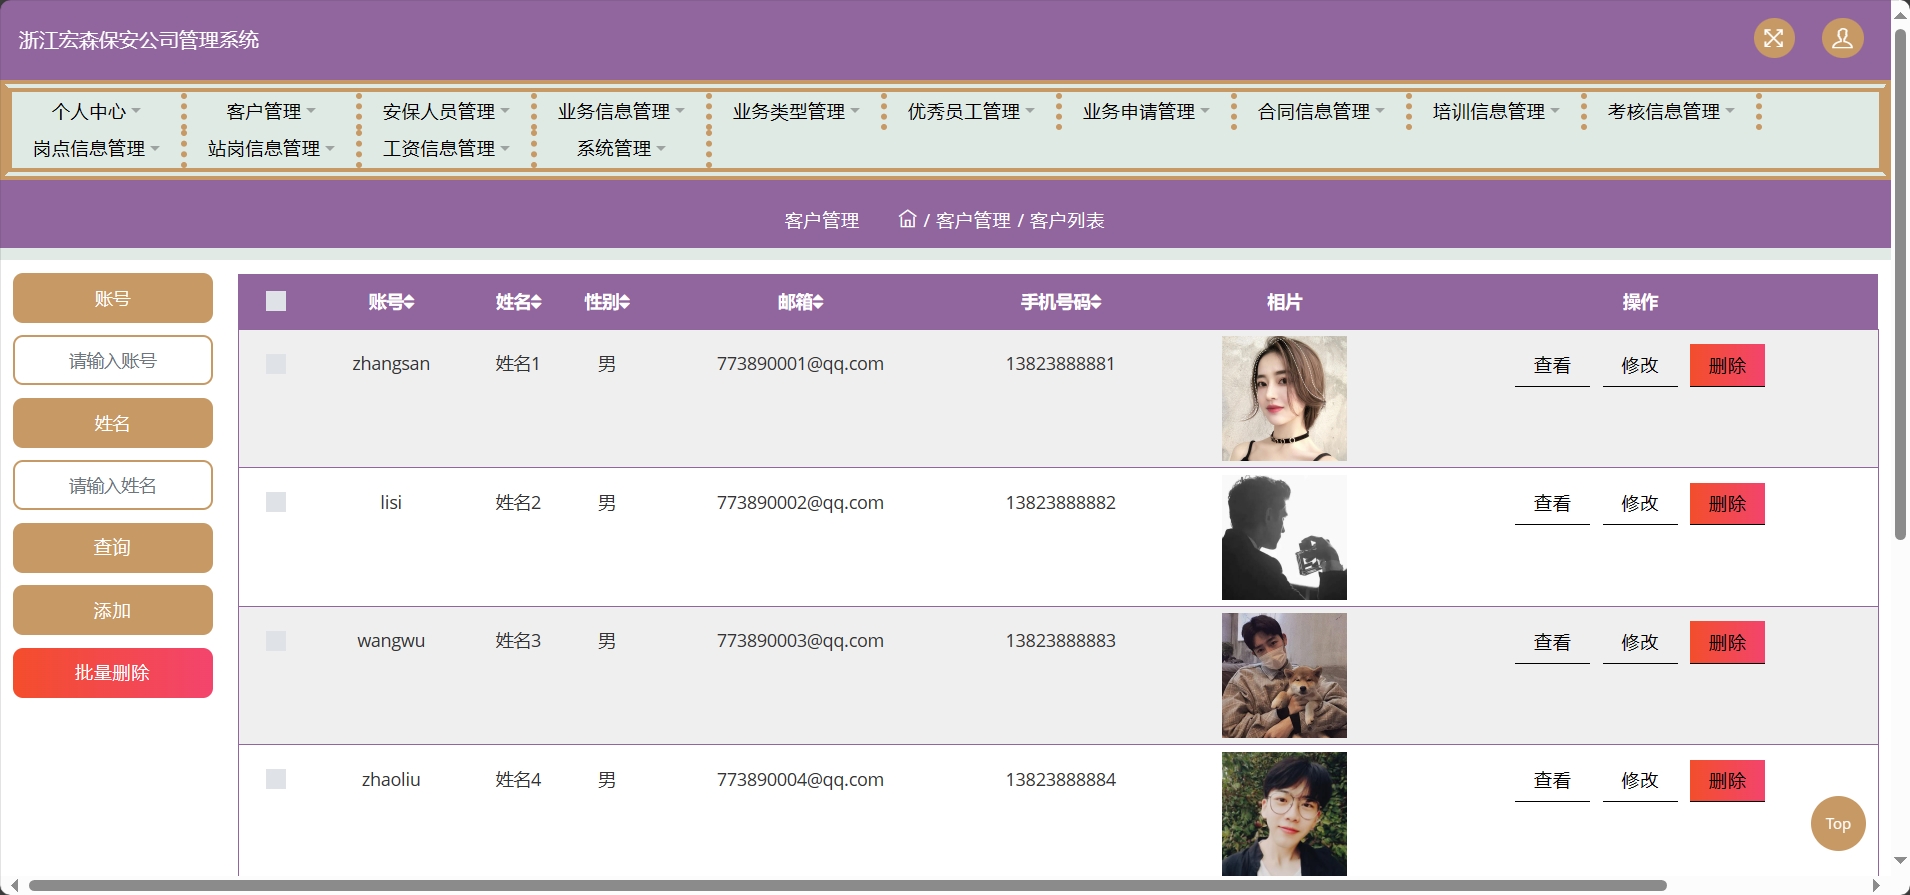 浙江宏森保安公司管理系统
个人中心 客户管理 安保人员管理 业务信息管理 业务类型管理 优秀员工管理 业务申请管理 合同信息管理 培训信息管理 考核信息管理
岗点信息管理 站岗信息管理 工资信息管理 系统管理
客户管理 / 客户管理 / 客户列表
账号
请输入账号
姓名
请输入姓名
查询
添加
批量删除
账号 姓名 性别 邮箱 手机号码 相片 操作
zhangsan 姓名1 男 773890001@qq.com 13823888881 查看 修改 删除
lisi 姓名2 男 773890002@qq.com 13823888882 查看 修改 删除
wangwu 姓名3 男 773890003@qq.com 13823888883 查看 修改 删除
zhaoliu 姓名4 男 773890004@qq.com 13823888884 查看 修改 删除
Top